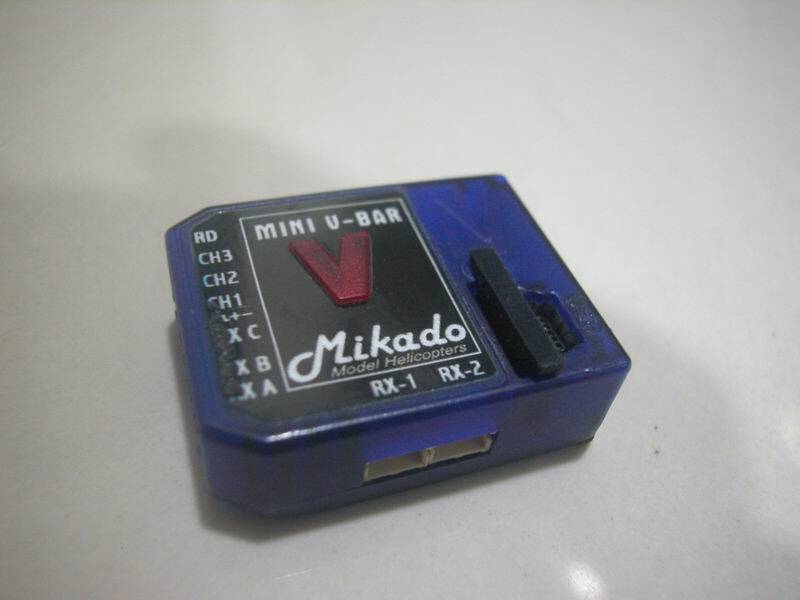 MINI V-BAR
V
Mikado
Model Helicopters
RD
CH3
CH2
CH1
-+-
X C
X B
X A
RX-1 RX-2